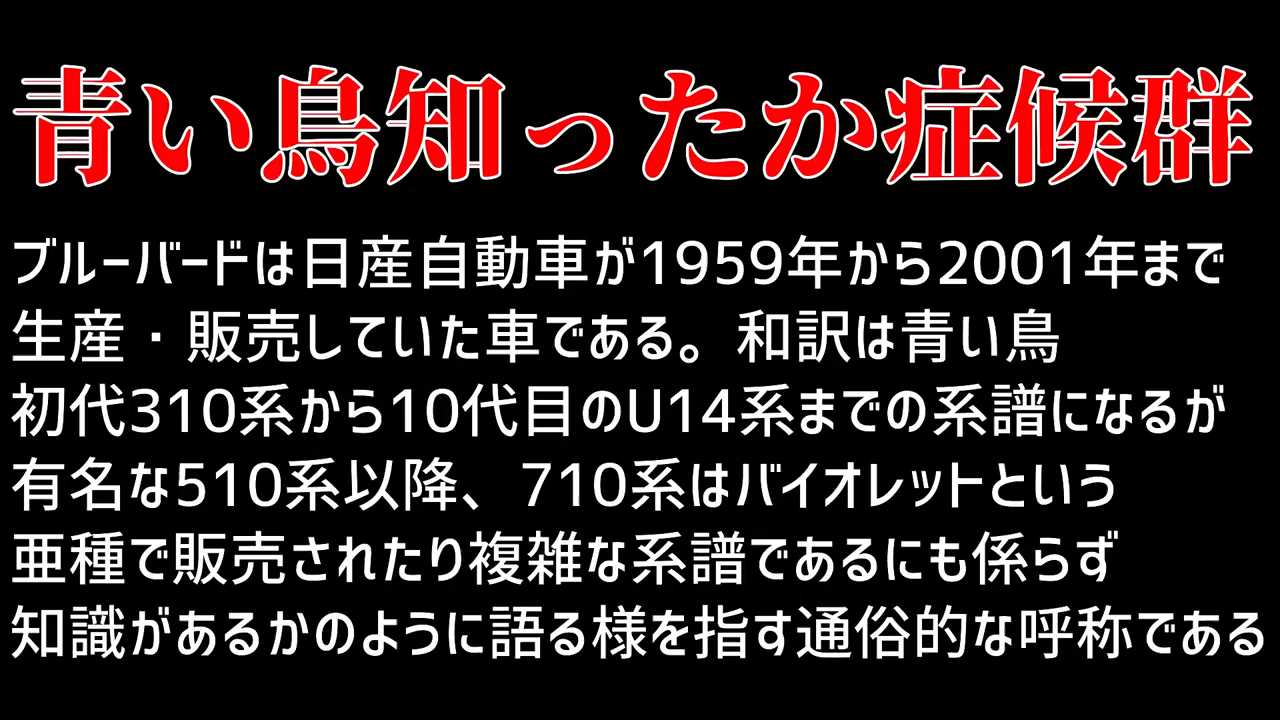 青い鳥知ったか症候群
ブルーバードは日産自動車が1959年から2001年まで
生産・販売していた車である。和訳は青い鳥
初代310系から10代目のU14系までの系譜になるが
有名な510系以降、710系はバイオレットという
亜種で販売されたり複雑な系譜であるにも係らず
知識があるかのように語る様を指す通俗的な呼称である